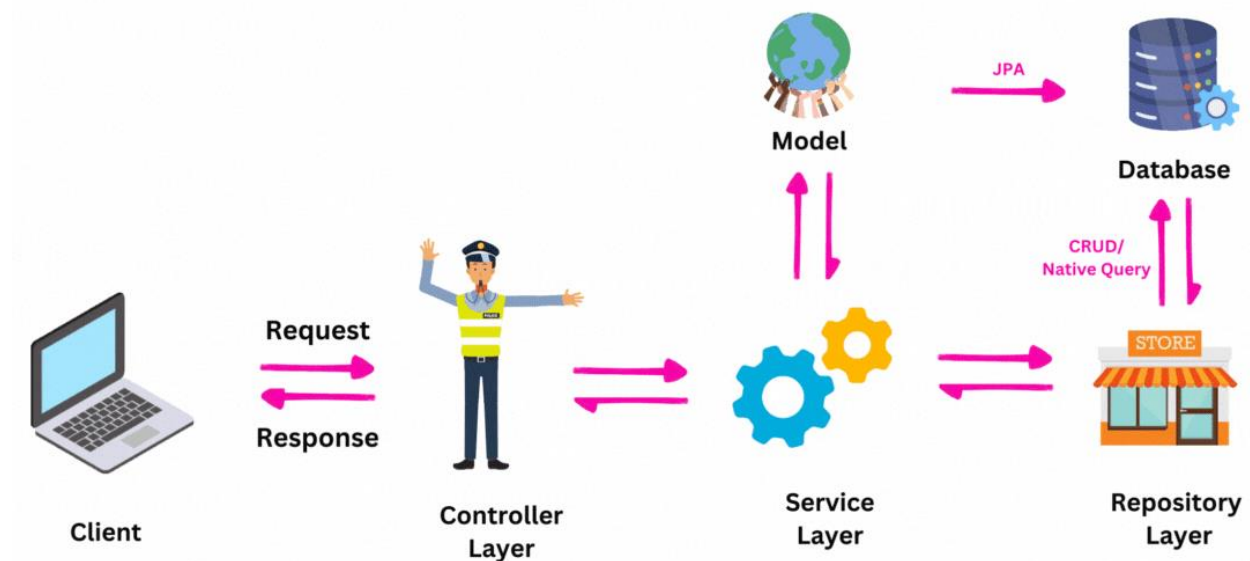 JPA
Model
Database
CRUD/
Native Query
Request
Response
POLICE
STORE
Client
Controller
Layer
Service
Layer
Repository
Layer